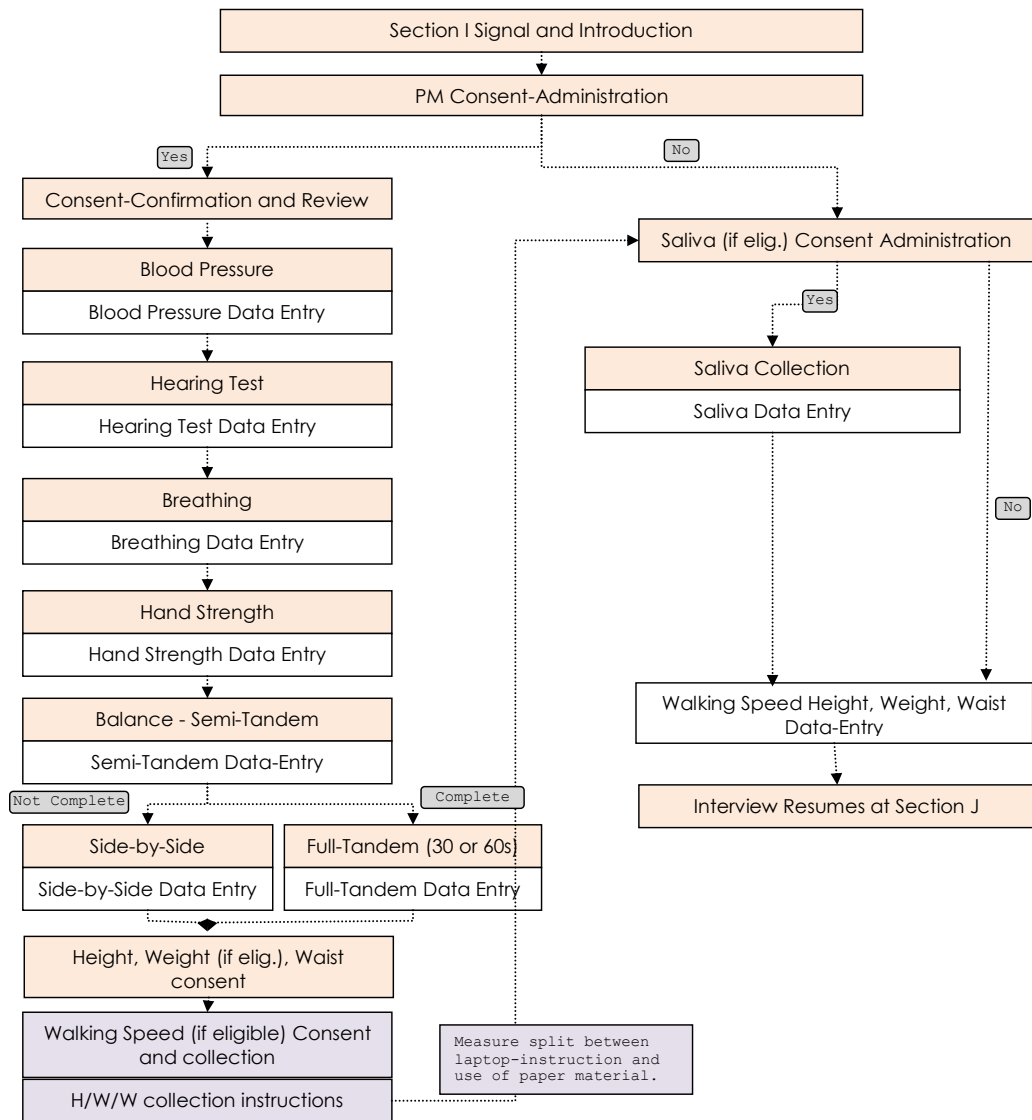 Section I Signal and Introduction
PM Consent-Administration
Yes
No
Consent-Confirmation and Review
Saliva (if elig.) Consent Administration
Blood Pressure
Blood Pressure Data Entry
Yes
Hearing Test
Hearing Test Data Entry
Saliva Collection
Saliva Data Entry
Breathing
Breathing Data Entry
No
Hand Strength
Hand Strength Data Entry
Balance - Semi-Tandem
Semi-Tandem Data-Entry
Walking Speed Height, Weight, Waist
Data-Entry
Not Complete
Complete
Interview Resumes at Section J
Side-by-Side
Side-by-Side Data Entry
Full-Tandem (30 or 60s)
Full-Tandem Data Entry
Height, Weight (if elig.), Waist
consent
Walking Speed (if eligible) Consent
and collection
H/W/W collection instructions
Measure split between
laptop-instruction and
use of paper material.